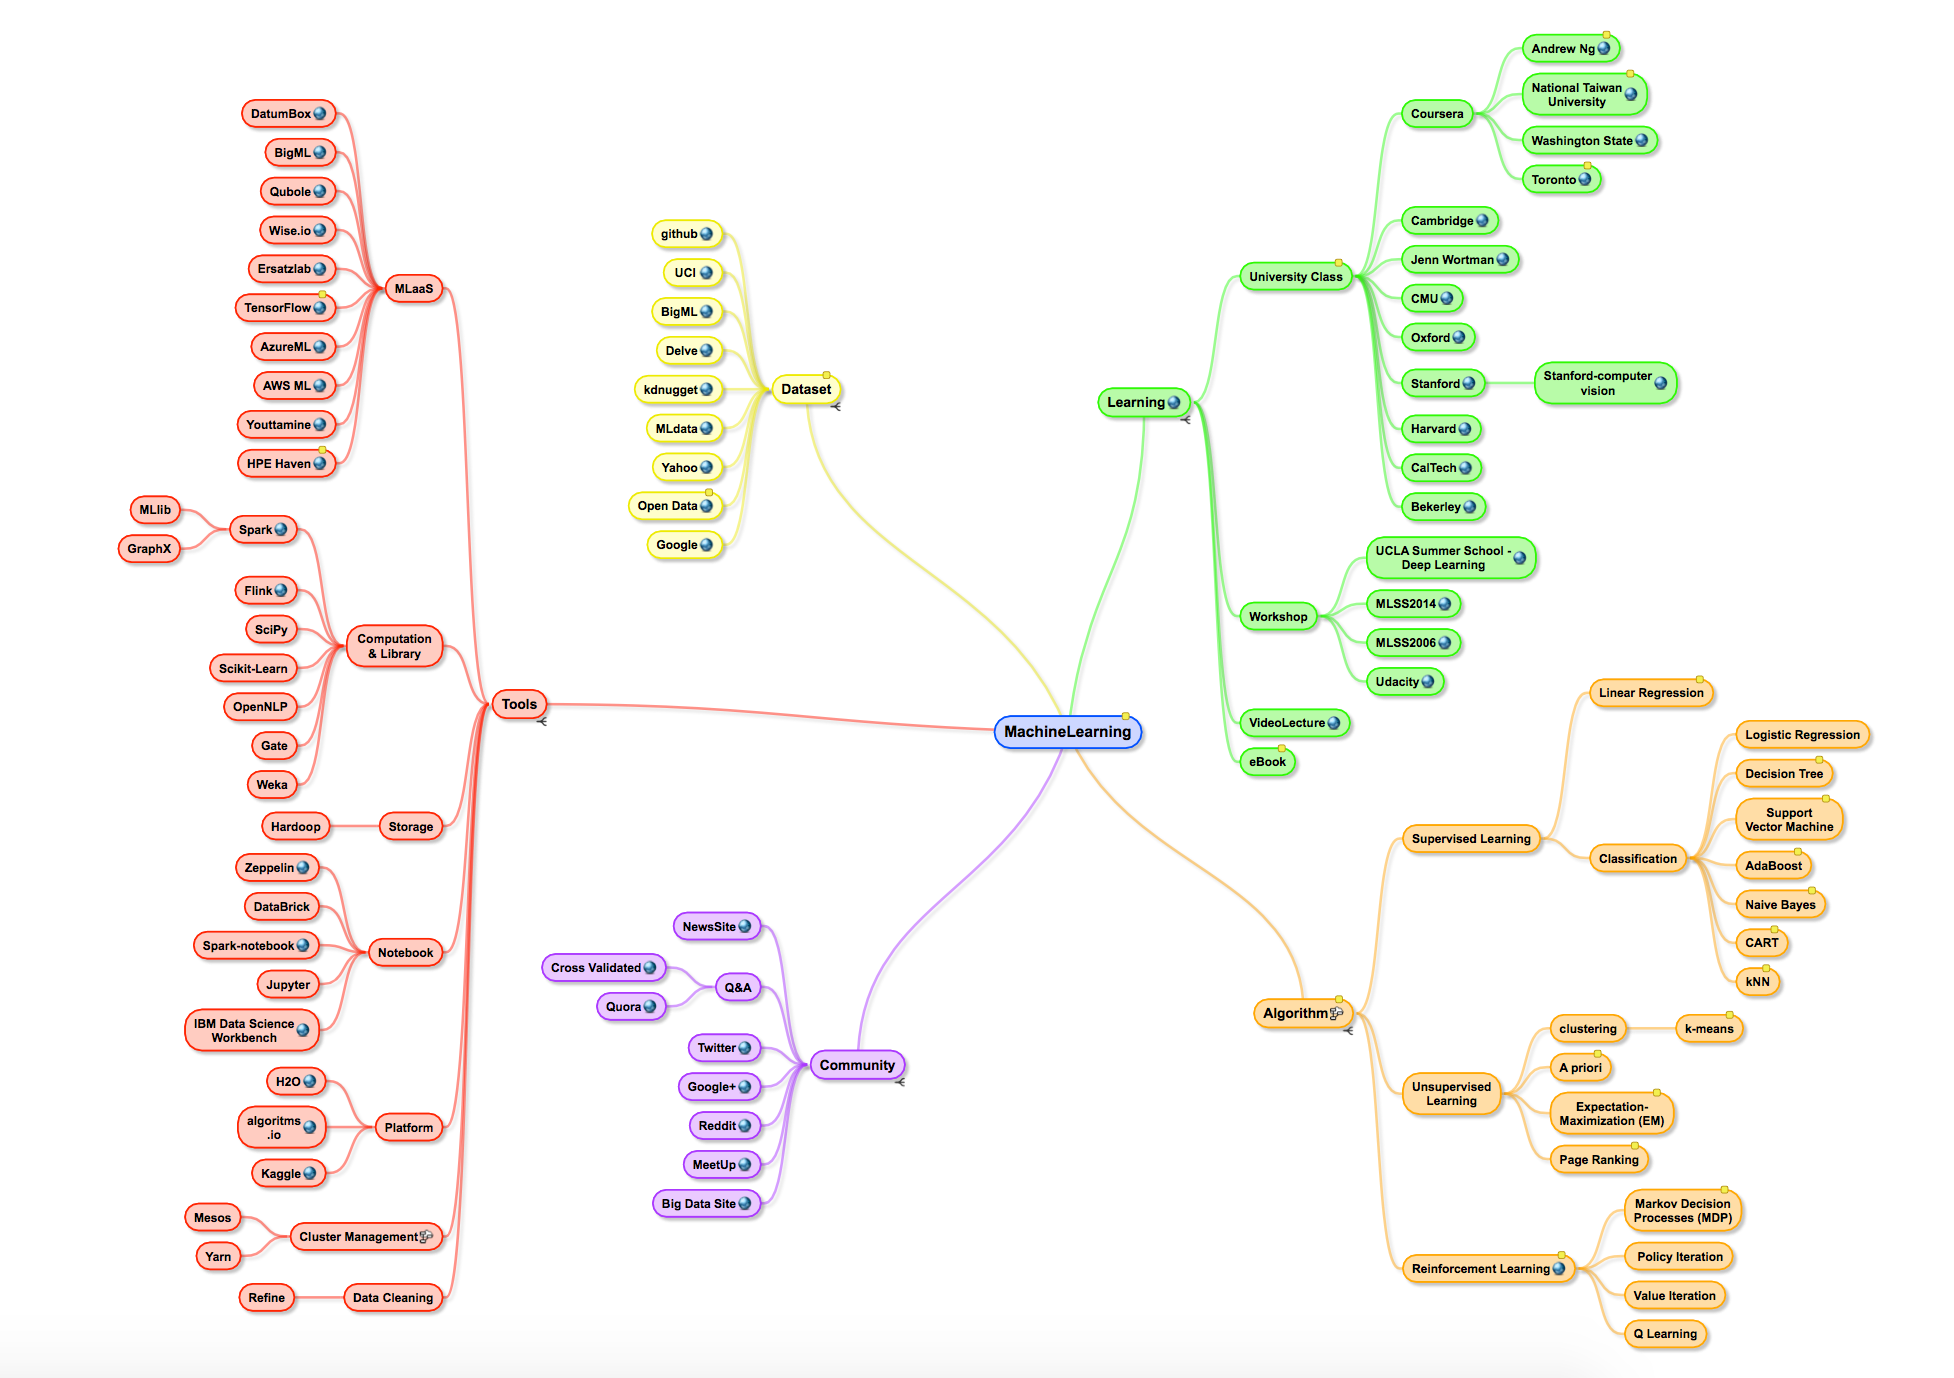 MachineLearning
Learning
University Class
Coursera
Andrew Ng
National Taiwan
University
Washington State
Toronto
Cambridge
Jenn Wortman
CMU
Oxford
Stanford
Stanford-computer
vision
Harvard
CalTech
Bekerley
Workshop
UCLA Summer School -
Deep Learning
MLSS2014
MLSS2006
Udacity
VideoLecture
eBook
Algorithm
Supervised Learning
Linear Regression
Classification
Logistic Regression
Decision Tree
Support
Vector Machine
AdaBoost
Naive Bayes
CART
kNN
Unsupervised
Learning
clustering
k-means
A priori
Expectation-
Maximization (EM)
Page Ranking
Reinforcement Learning
Markov Decision
Processes (MDP)
Policy Iteration
Value Iteration
Q Learning
Dataset
github
UCI
BigML
Delve
kdnugget
MLdata
Yahoo
Open Data
Google
Tools
MLaaS
DatumBox
BigML
Qubole
Wise.io
Ersatzlab
TensorFlow
AzureML
AWS ML
Youttamine
HPE Haven
Computation
& Library
Spark
MLlib
GraphX
Flink
SciPy
Scikit-Learn
OpenNLP
Gate
Weka
Storage
Hardoop
Notebook
Zeppelin
DataBrick
Spark-notebook
Jupyter
IBM Data Science
Workbench
Platform
H2O
algoritms
.io
Kaggle
Cluster Management
Mesos
Yarn
Data Cleaning
Refine
Community
NewsSite
Q&A
Cross Validated
Quora
Twitter
Google+
Reddit
MeetUp
Big Data Site